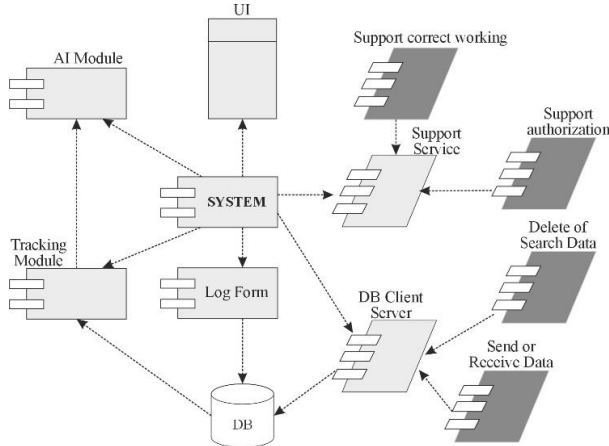 UI
Support correct working
AI Module
Support
authorization
Support
Service
SYSTEM
Delete of
Search Data
Tracking
Module
Log Form
DB Client
Server
Send or
Receive Data
DB